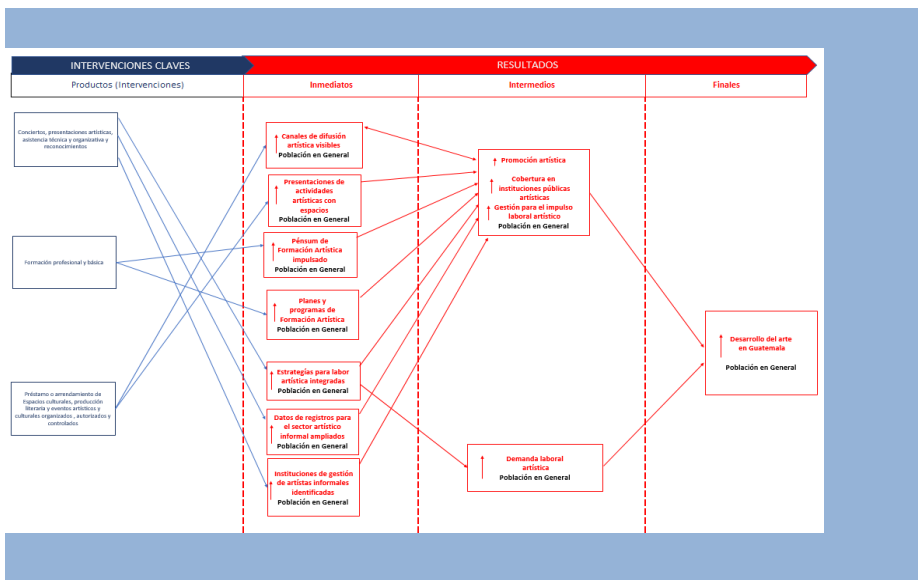 INTERVENCIONES CLAVES
RESULTADOS
Productos (Intervenciones)
Inmediatos
Intermedios
Finales
Conciertos, presentaciones artísticas,
asistencia técnica y organizativa y
reconocimientos
Formación profesional y básica
Préstamo o arrendamiento de
Espacios culturales, producción
literaria y eventos artísticos y
culturales organizados , autorizados y
controlados
Canales de difusión
artística visibles
Población en General
Presentaciones de
actividades
artísticas con
espacios
Población en General
Pénsum de
Formación Artística
impulsado
Población en General
Planes y
programas de
Formación Artística
Población en General
Estrategías para labor
artística integradas
Población en General
Datos de registros para
el sector artístico
informal ampliados
Población en General
Instituciones de gestión
de artístas informales
identificadas
Población en General
Promoción artística
Cobertura en
instituciones públicas
artísticas
Gestión para el impulso
laboral artístico
Población en General
Demanda laboral
artística
Población en General
Desarrollo del arte
en Guatemala
Población en General